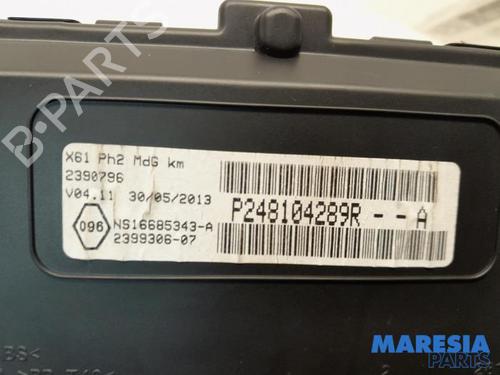 X61 Ph2 MdG km
2390796
V04.11 30/05/2013
P248104289R -- A
096
NS16685343-A
2399306-07
B-PARTS
MARESIA
PARTS